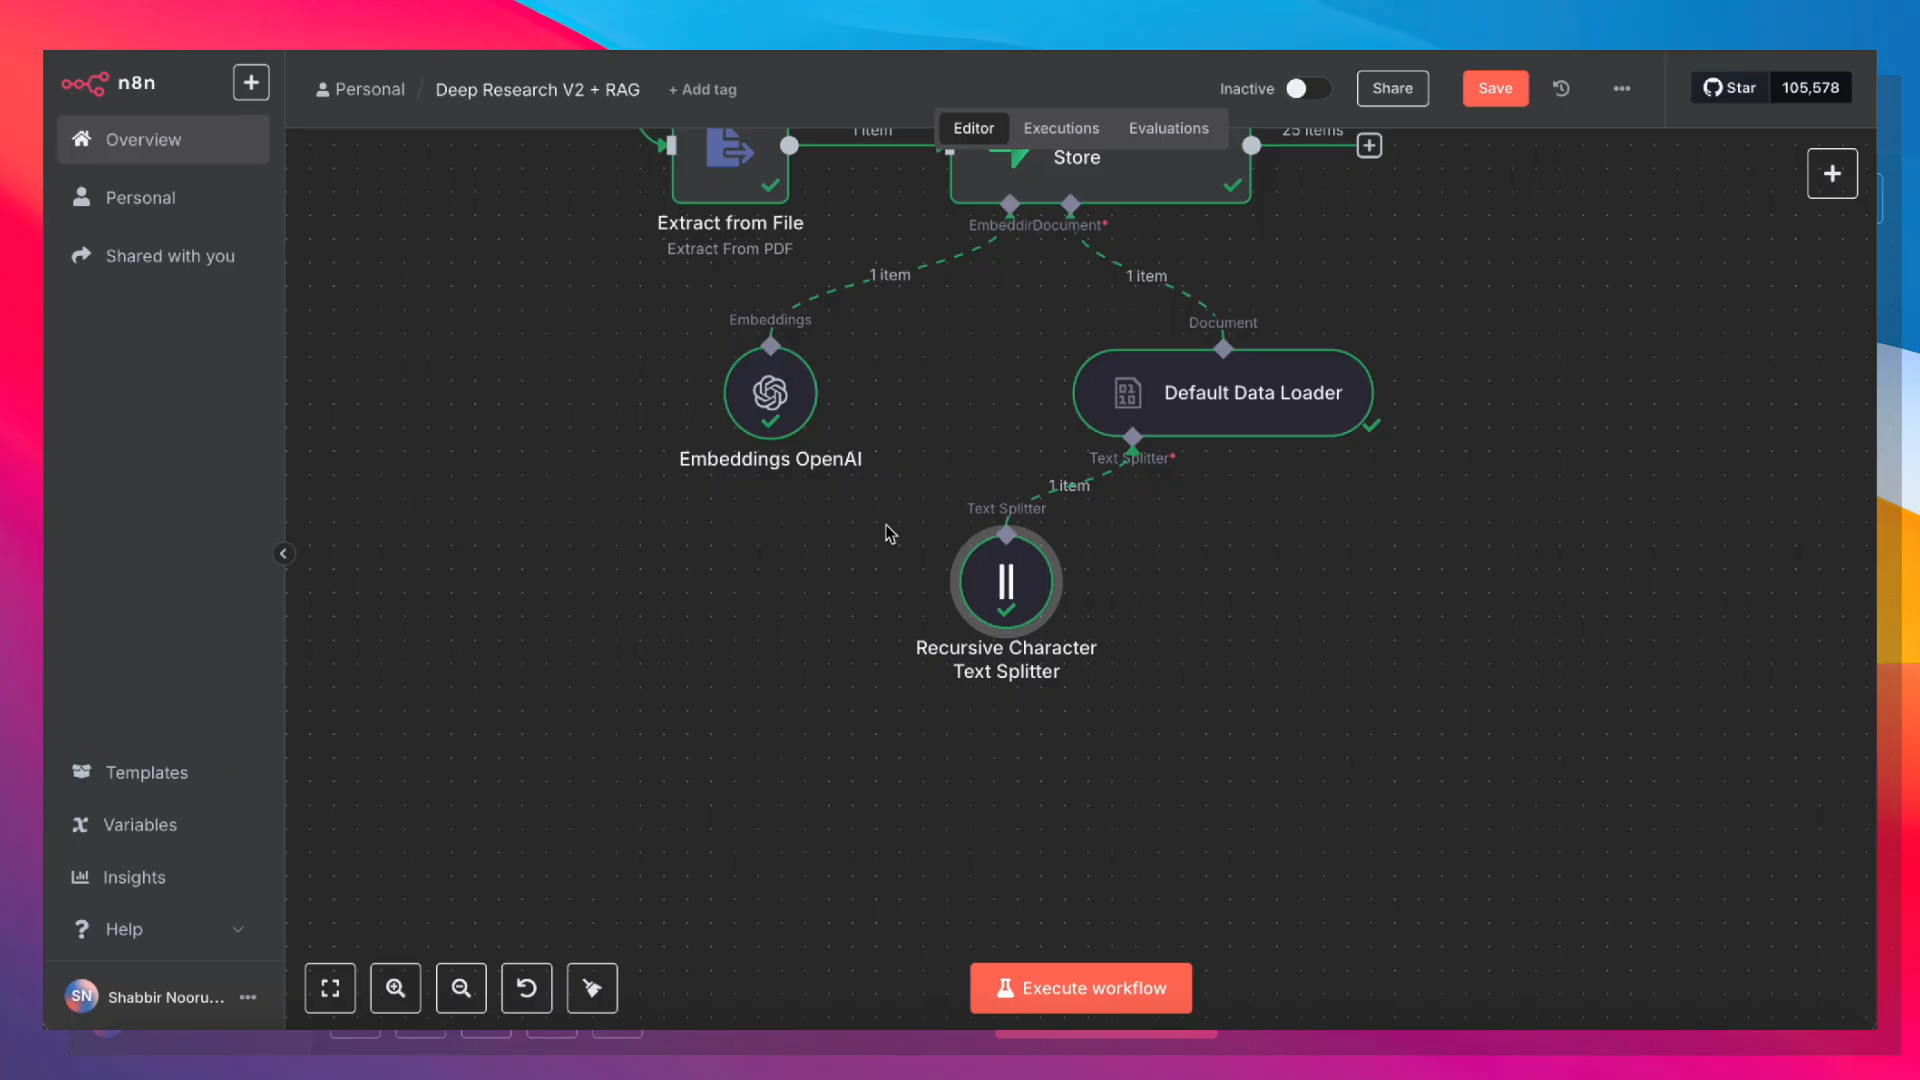 n8n
Personal / Deep Research V2 + RAG + Add tag
Inactive
Share
Save
Star 105,578
Editor Executions Evaluations
Overview
Personal
Shared with you
1 item
25 items
Store
Extract from File
Extract From PDF
EmbeddinDocument*
1 item
1 item
Embeddings
Document
Default Data Loader
Embeddings OpenAI
Text Splitter*
1 item
Text Splitter
Recursive Character
Text Splitter
Templates
Variables
Insights
Help
SN Shabbir Nooru...
Execute workflow